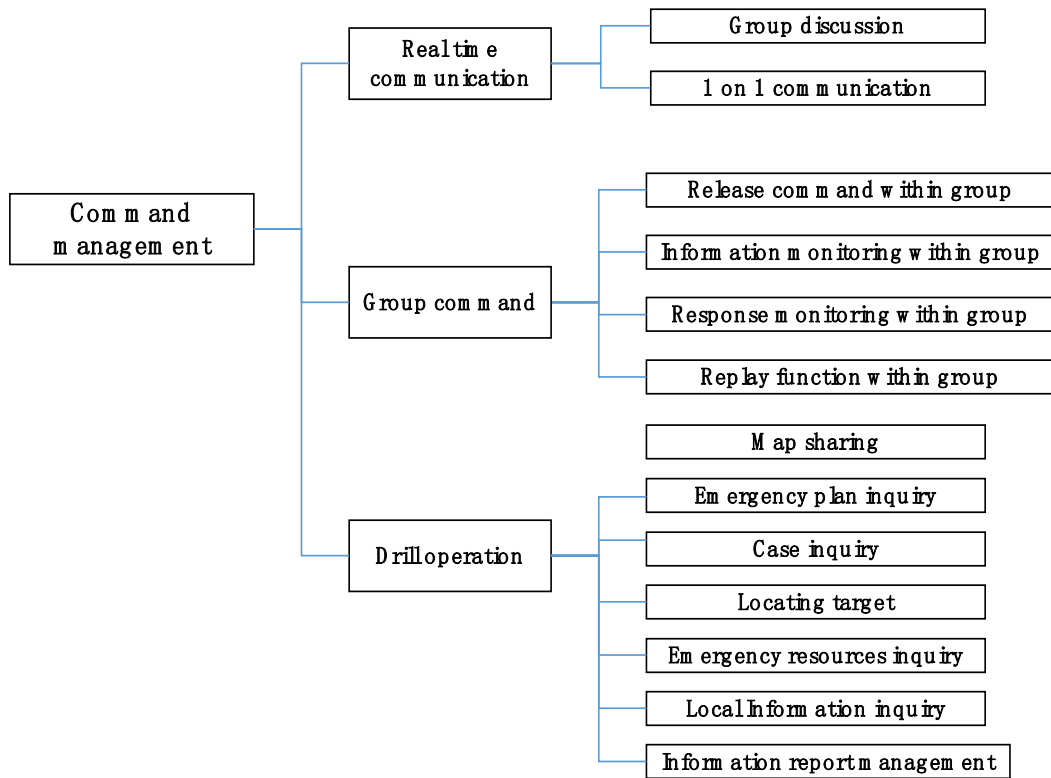 Command
management
Realtime
communication
Group discussion
1 on 1 communication
Group command
Release command within group
Information monitoring within group
Response monitoring within group
Replay function within group
Drill operation
Map sharing
Emergency plan inquiry
Case inquiry
Locating target
Emergency resources inquiry
Local Information inquiry
Information report management